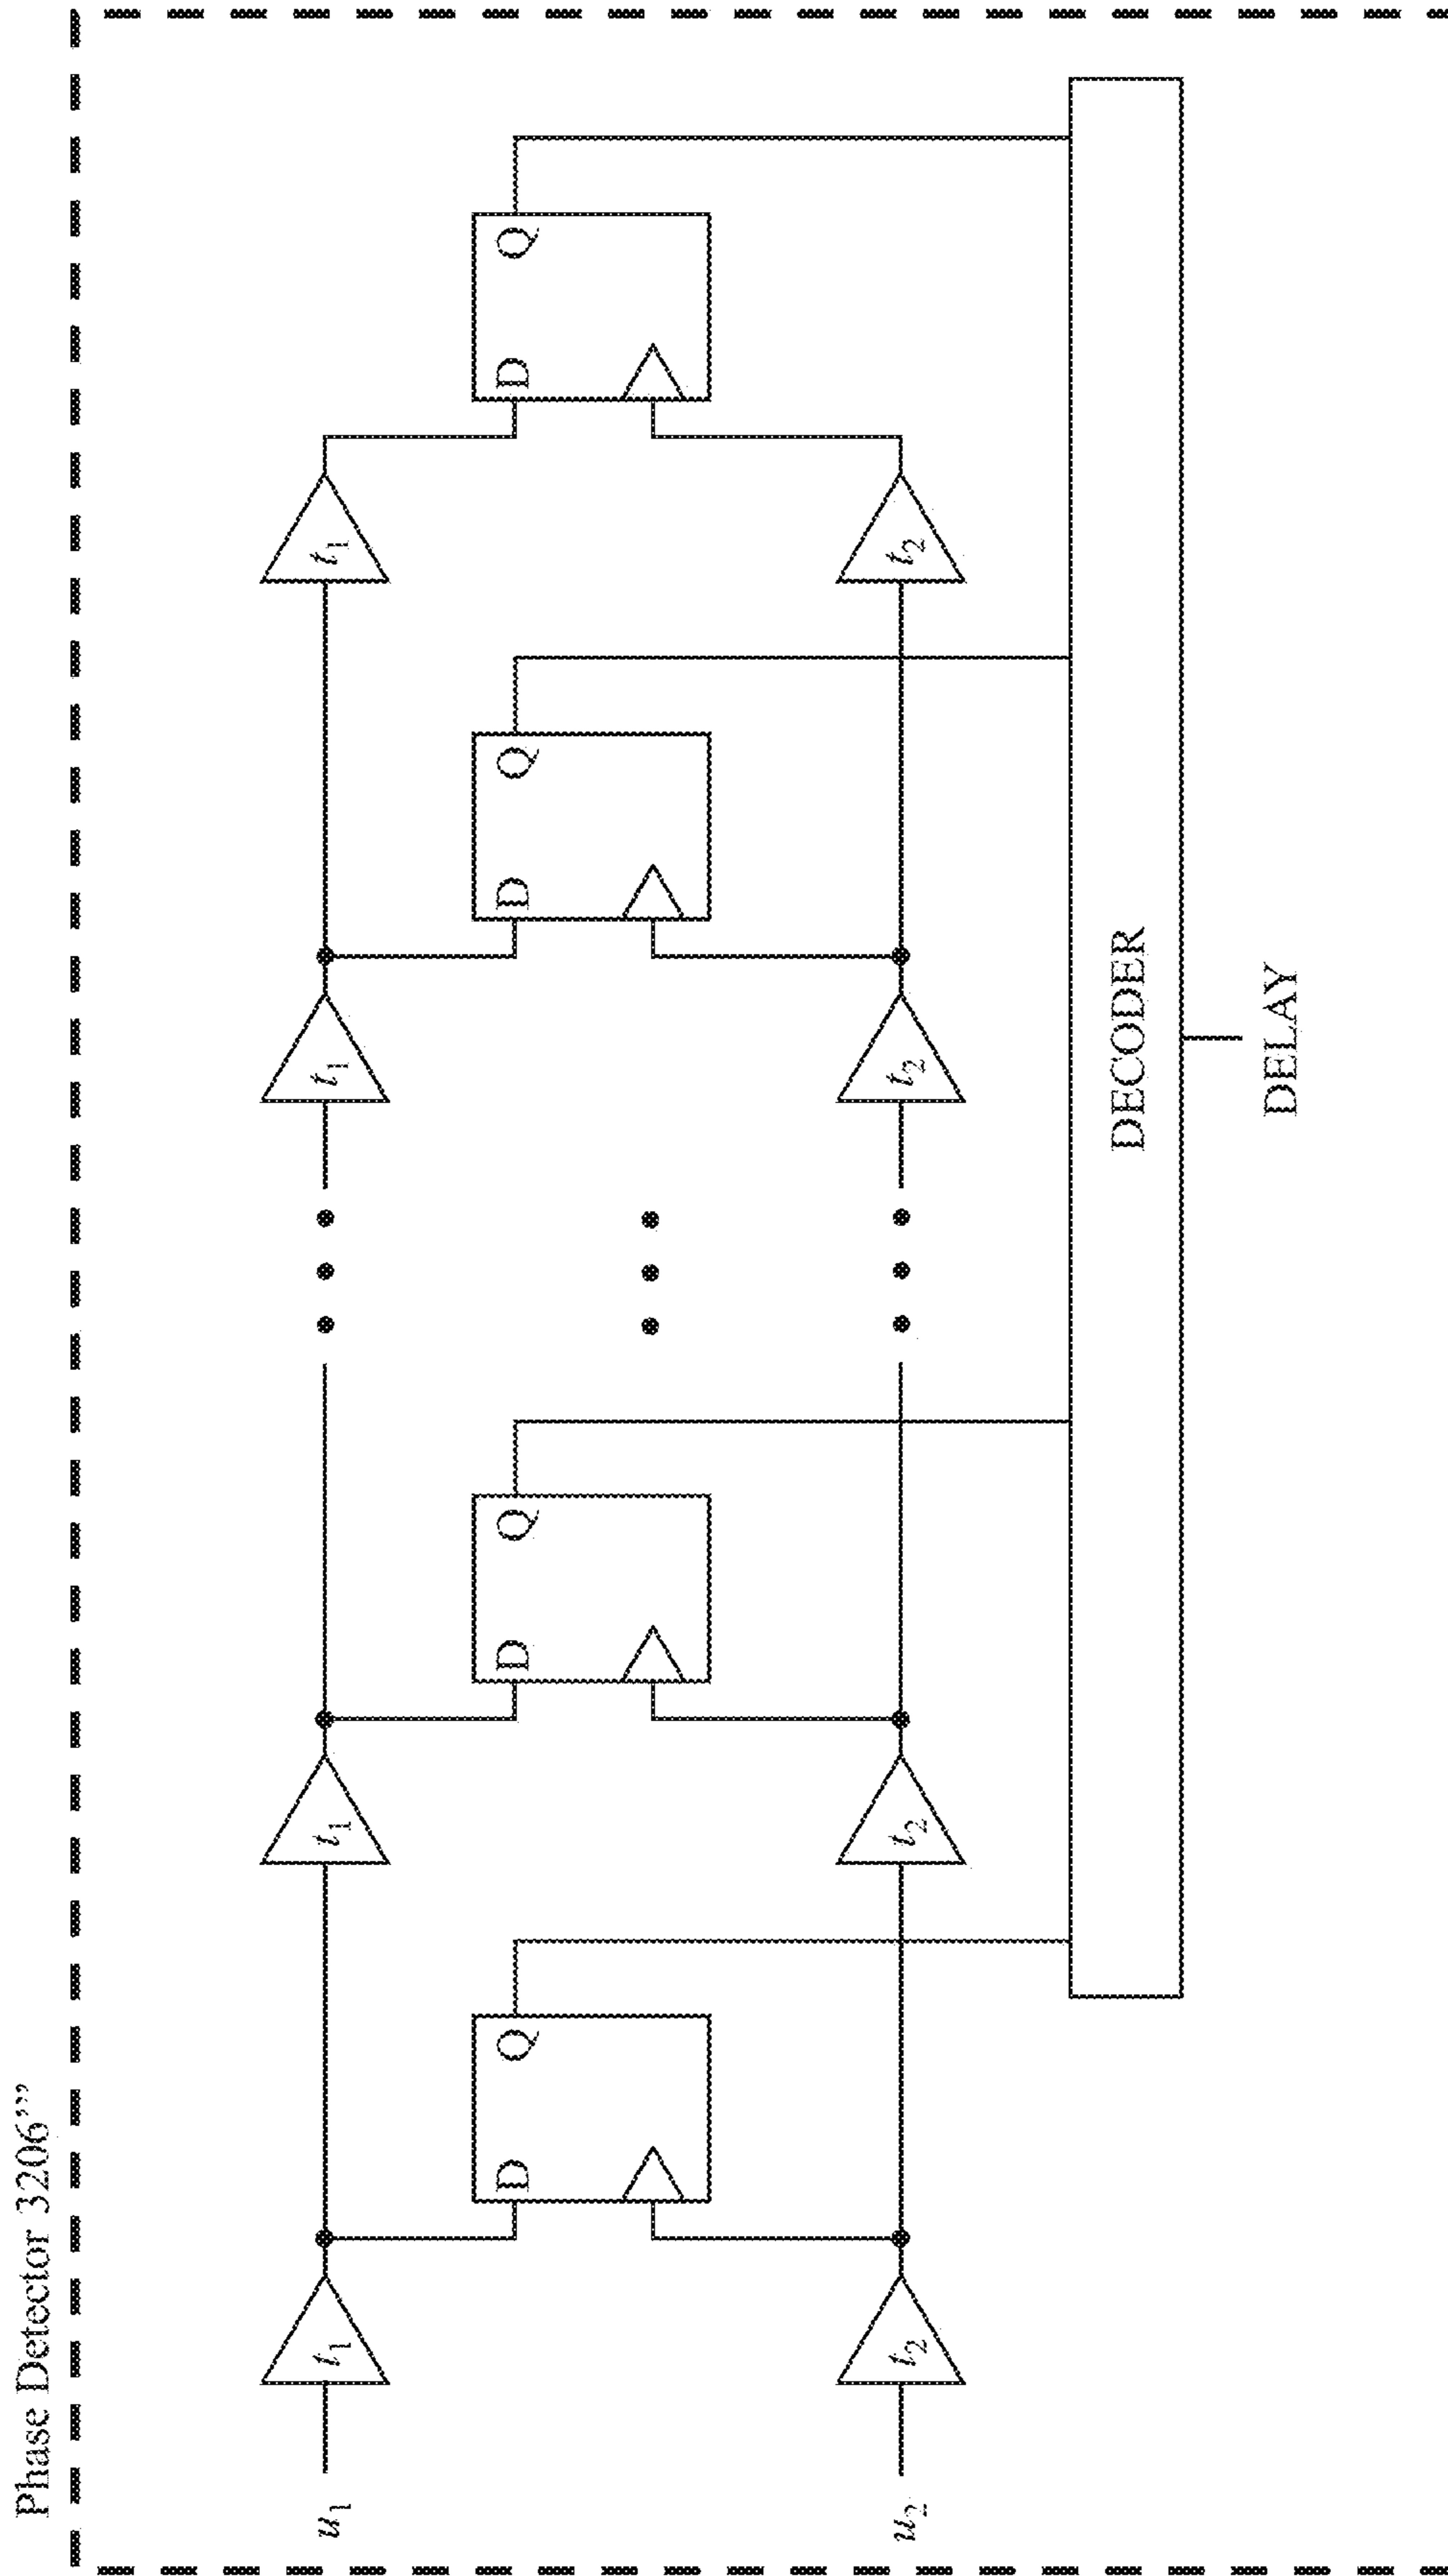 Phase Detector 3206'''
u1
t1
t1
t1
t1
D Q
D Q
D Q
D Q
u2
t2
t2
t2
t2
DECODER
DELAY